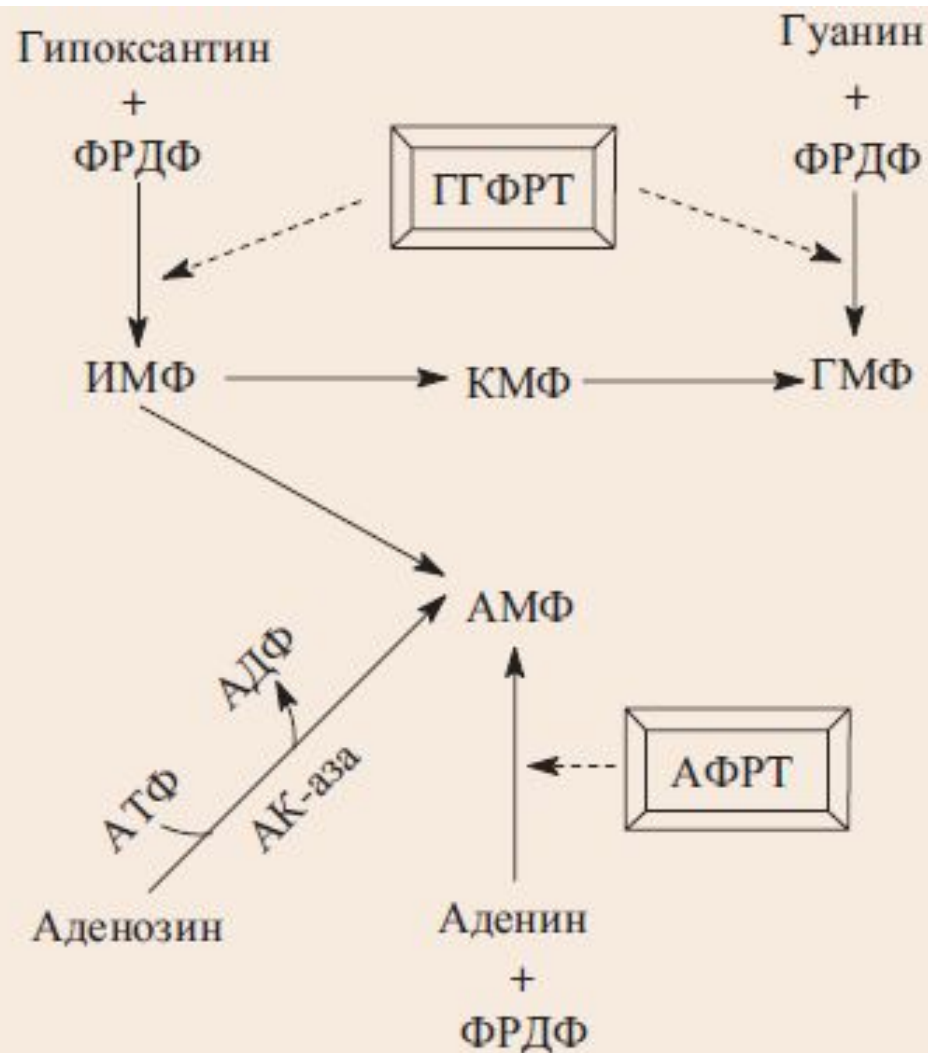 Гипоксантин
+
ФРДФ
Гуанин
+
ФРДФ
ГГФРТ
ИМФ
КМФ
ГМФ
АМФ
АДФ
АТФ
АК-аза
АФРТ
Аденозин
Аденин
+
ФРДФ